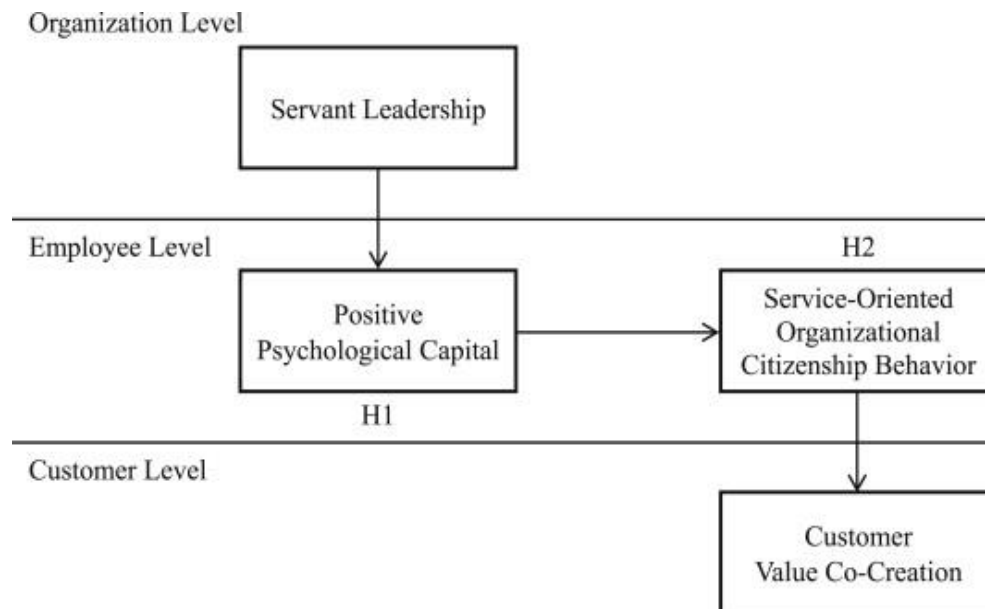 Organization Level
Servant Leadership
Employee Level
H2
Positive
Psychological Capital
Service-Oriented
Organizational
Citizenship Behavior
H1
Customer Level
Customer
Value Co-Creation